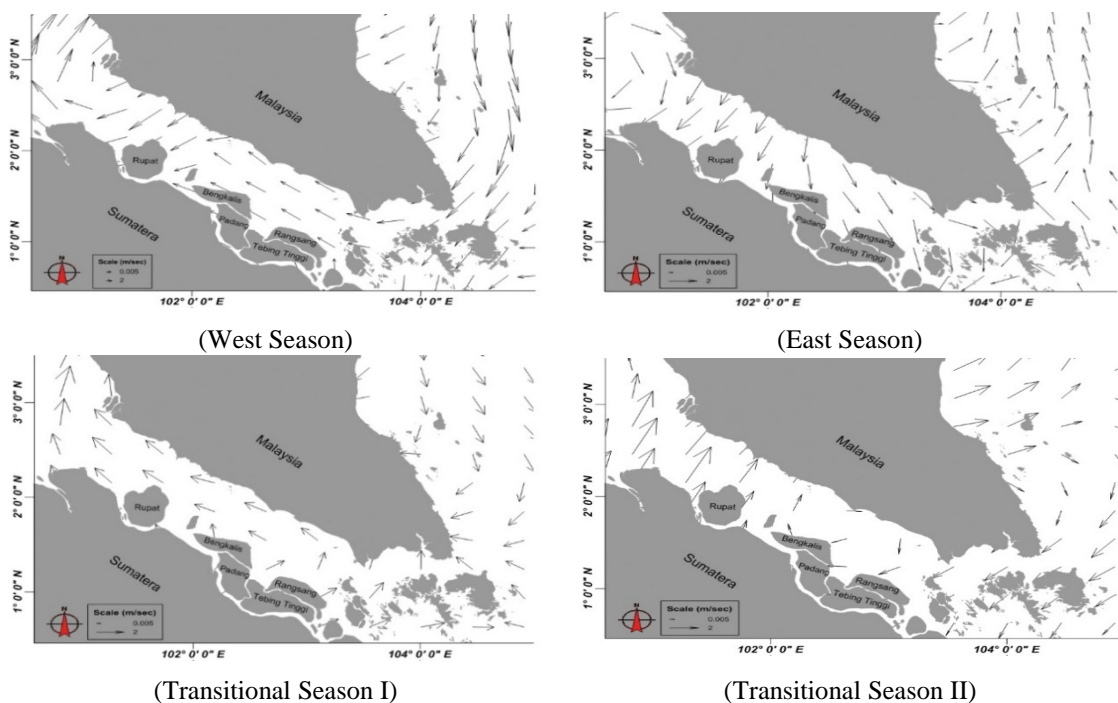 3° 0' 0" N
2° 0' 0" N
1° 0' 0" N
Malaysia
Rupat
Bengkalis
Padang
Rangsang
Tebing Tinggi
Sumatera
N
Scale (m/sec)
0.005
2
102° 0' 0" E
104° 0' 0" E
(West Season)
3° 0' 0" N
2° 0' 0" N
1° 0' 0" N
Malaysia
Rupat
Bengkalis
Padang
Rangsang
Tebing Tinggi
Sumatera
N
Scale (m/sec)
0.005
2
102° 0' 0" E
104° 0' 0" E
(East Season)
3° 0' 0" N
2° 0' 0" N
1° 0' 0" N
Malaysia
Rupat
Bengkalis
Padang
Rangsang
Tebing Tinggi
Sumatera
N
Scale (m/sec)
0.005
2
102° 0' 0" E
104° 0' 0" E
(Transitional Season I)
3° 0' 0" N
2° 0' 0" N
1° 0' 0" N
Malaysia
Rupat
Bengkalis
Padang
Rangsang
Tebing Tinggi
Sumatera
N
Scale (m/sec)
0.005
2
102° 0' 0" E
104° 0' 0" E
(Transitional Season II)